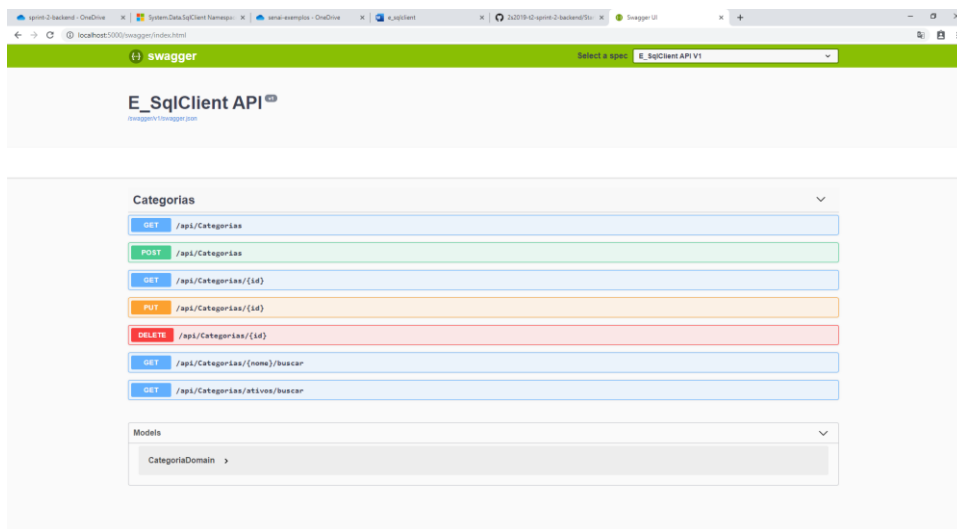 sprint-2-backend - OneDrive
System.Data.SqlClient Namespa
senai-exemplos - OneDrive
e_sqlclient
2s2019-t2-sprint-2-backend/Sta
Swagger UI
localhost:5000/swagger/index.html
swagger
Select a spec
E_SqlClient API V1
E_SqlClient API v1
/swagger/v1/swagger.json
Categorias
GET /api/Categorias
POST /api/Categorias
GET /api/Categorias/{id}
PUT /api/Categorias/{id}
DELETE /api/Categorias/{id}
GET /api/Categorias/{nome}/buscar
GET /api/Categorias/ativos/buscar
Models
CategoriaDomain